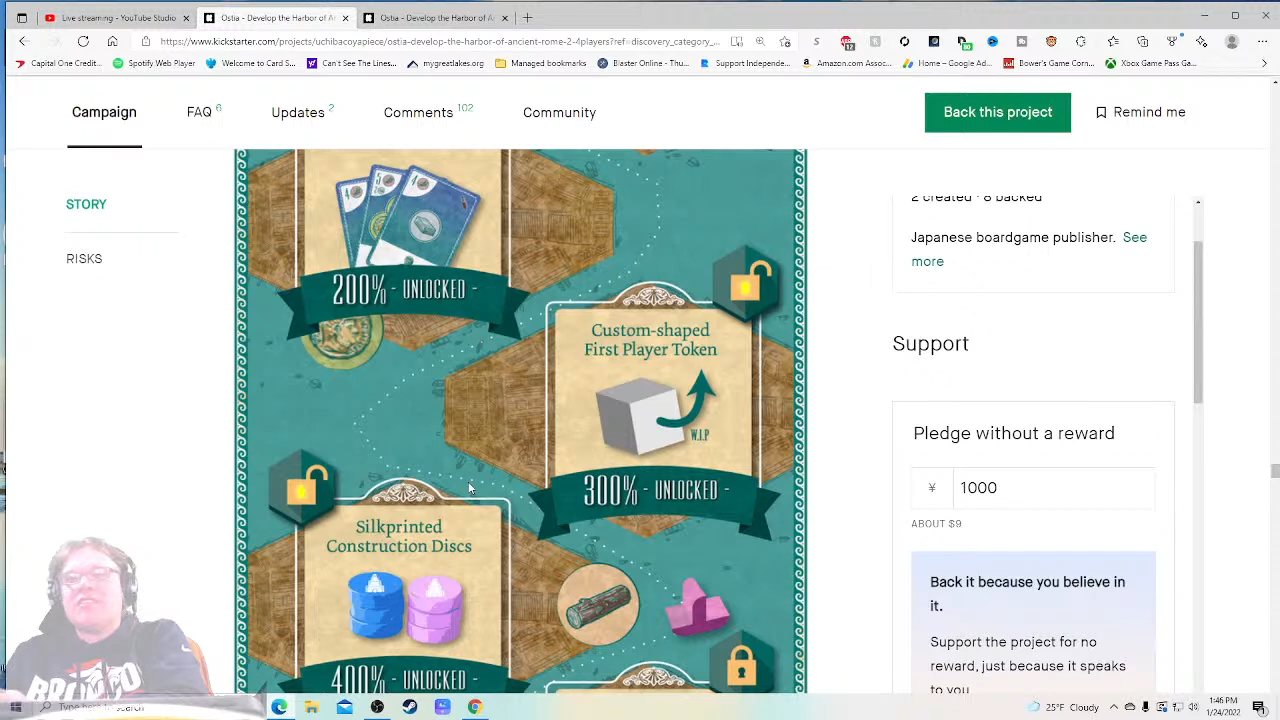 Live streaming - YouTube Studio
Ostia - Develop the Harbor of An
Ostia - Develop the Harbor of A
https://www.kickstarter.com/projects/uchibacoyapiece/ostia-develop-the-harbor-of-ancient-rome-2-4players?ref=discovery_category_...
Capital One Credit...
Spotify Web Player
Welcome to Card S...
Can't See The Lines...
mygreatlakes.org
Managed bookmarks
Blaster Online - Thu...
Support Independe...
Amazon.com Assoc...
Home - Google Ad...
Bower's Game Corn...
Xbox Game Pass Ga...
Campaign
FAQ 6
Updates 2
Comments 102
Community
Back this project
Remind me
STORY
RISKS
200% - UNLOCKED -
Custom-shaped
First Player Token
W.I.P
300% - UNLOCKED -
Silkprinted
Construction Discs
400% - UNLOCKED -
2 created · 8 backed
Japanese boardgame publisher. See
more
Support
Pledge without a reward
¥ 1000
ABOUT $9
Back it because you believe in
it.
Support the project for no
reward, just because it speaks
to you.
Type here to search
25°F Cloudy
1:46 PM
1/24/2022